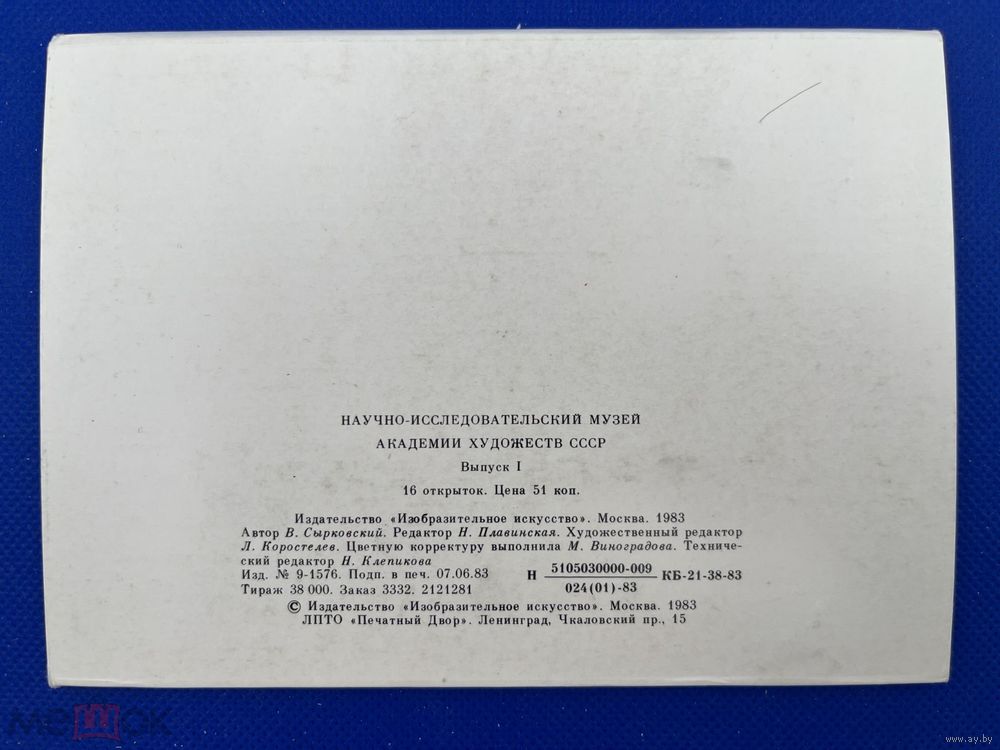 НАУЧНО-ИССЛЕДОВАТЕЛЬСКИЙ МУЗЕЙ
АКАДЕМИИ ХУДОЖЕСТВ СССР
Выпуск I
16 открыток. Цена 51 коп.
Издательство «Изобразительное искусство». Москва. 1983
Автор В. Сырковский. Редактор Н. Плавинская. Художественный редактор
Л. Коростелев. Цветную корректуру выполнила М. Виноградова. Техниче-
ский редактор Н. Клепикова
Изд. № 9-1576. Подп. в печ. 07.06.83
Тираж 38 000. Заказ 3332. 2121281
Н 5105030000-009 КБ-21-38-83
024(01)-83
© Издательство «Изобразительное искусство». Москва. 1983
ЛПТО «Печатный Двор». Ленинград, Чкаловский пр., 15
мешок
www.ay.by